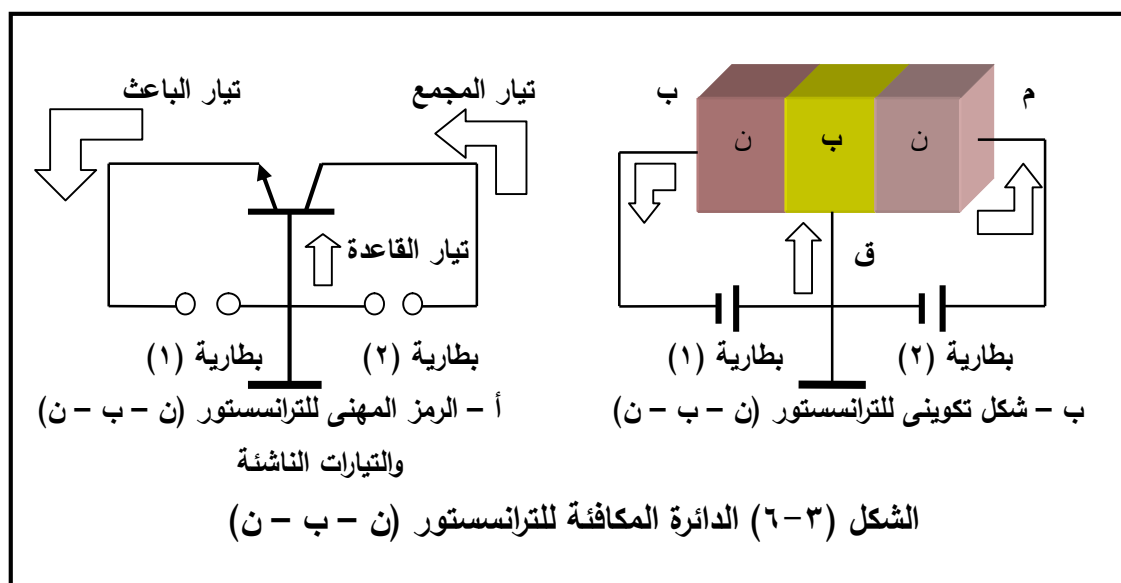 تيار الباعث
تيار المجمع
تيار القاعدة
بطارية (١)
بطارية (٢)
أ – الرمز المهنى للترانسستور (ن – ب – ن)
والتيارات الناشئة
ب
م
ن
ب
ن
ق
بطارية (١)
بطارية (٢)
ب – شكل تكوينى للترانسستور (ن – ب – ن)
الشكل (٣-٦) الدائرة المكافئة للترانسستور (ن – ب – ن)